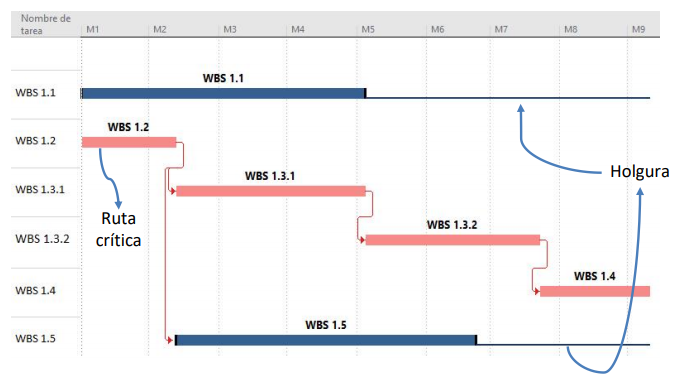 Nombre de
tarea
M1 M2 M3 M4 M5 M6 M7 M8 M9
WBS 1.1
WBS 1.1
WBS 1.2
WBS 1.2
WBS 1.3.1
WBS 1.3.1
Holgura
Ruta
crítica
WBS 1.3.2
WBS 1.3.2
WBS 1.4
WBS 1.4
WBS 1.5
WBS 1.5